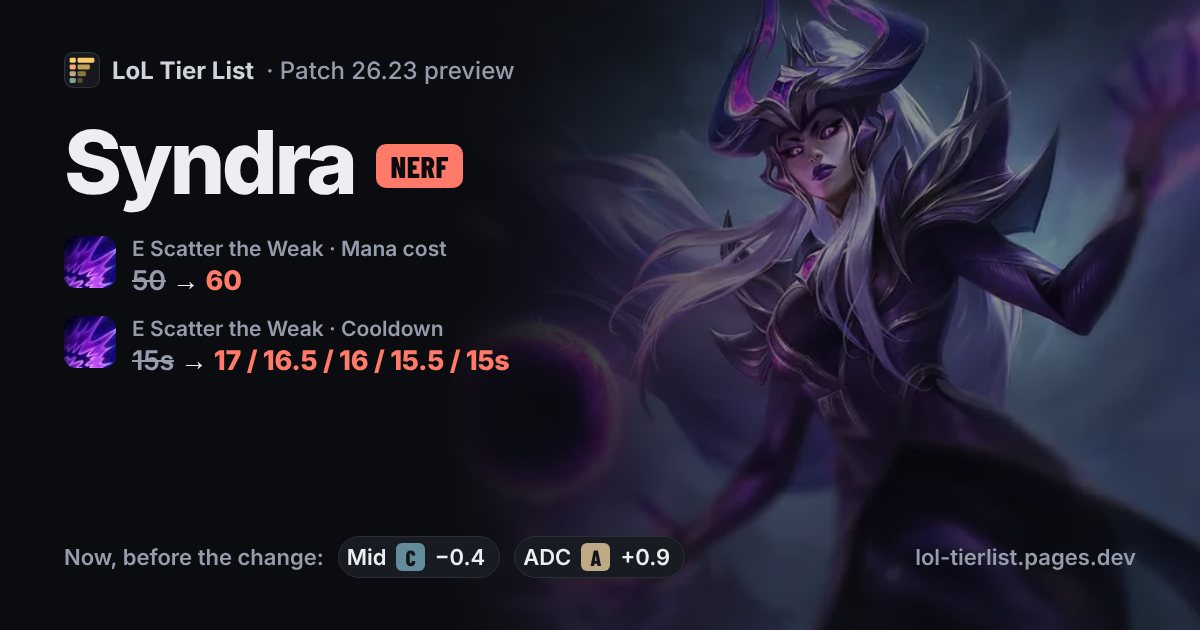 LoL Tier List · Patch 26.23 preview
Syndra NERF
E Scatter the Weak · Mana cost
50 → 60
E Scatter the Weak · Cooldown
15s → 17 / 16.5 / 16 / 15.5 / 15s
Now, before the change: Mid C −0.4 ADC A +0.9
lol-tierlist.pages.dev